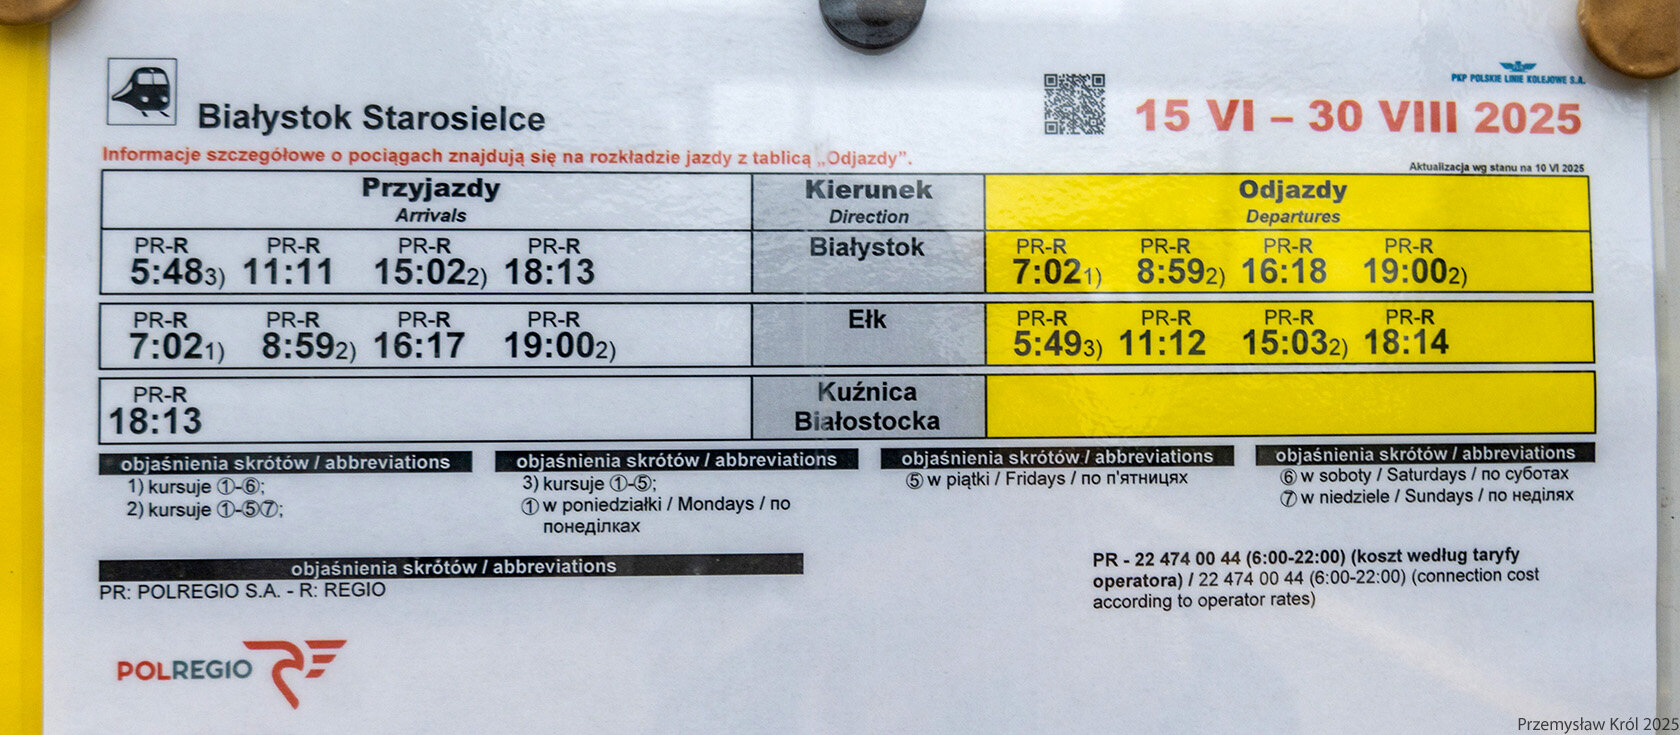 PKP POLSKIE LINIE KOLEJOWE S.A.
Białystok Starosielce
15 VI – 30 VIII 2025
Informacje szczegółowe o pociągach znajdują się na rozkładzie jazdy z tablicą „Odjazdy”.
Aktualizacja wg stanu na 10 VI 2025
Przyjazdy Kierunek Odjazdy
Arrivals Direction Departures
PR-R PR-R PR-R PR-R Białystok PR-R PR-R PR-R PR-R
5:48 3) 11:11 15:02 2) 18:13 7:02 1) 8:59 2) 16:18 19:00 2)
PR-R PR-R PR-R PR-R Ełk PR-R PR-R PR-R PR-R
7:02 1) 8:59 2) 16:17 19:00 2) 5:49 3) 11:12 15:03 2) 18:14
PR-R Kuźnica
18:13 Białostocka
objaśnienia skrótów / abbreviations
1) kursuje ①-⑥;
2) kursuje ①-⑤⑦;
objaśnienia skrótów / abbreviations
3) kursuje ①-⑤;
① w poniedziałki / Mondays / по
понеділках
objaśnienia skrótów / abbreviations
⑤ w piątki / Fridays / по п'ятницях
objaśnienia skrótów / abbreviations
⑥ w soboty / Saturdays / по суботах
⑦ w niedziele / Sundays / по неділях
objaśnienia skrótów / abbreviations
PR: POLREGIO S.A. - R: REGIO
PR - 22 474 00 44 (6:00-22:00) (koszt według taryfy
operatora) / 22 474 00 44 (6:00-22:00) (connection cost
according to operator rates)
POLREGIO
Przemysław Król 2025